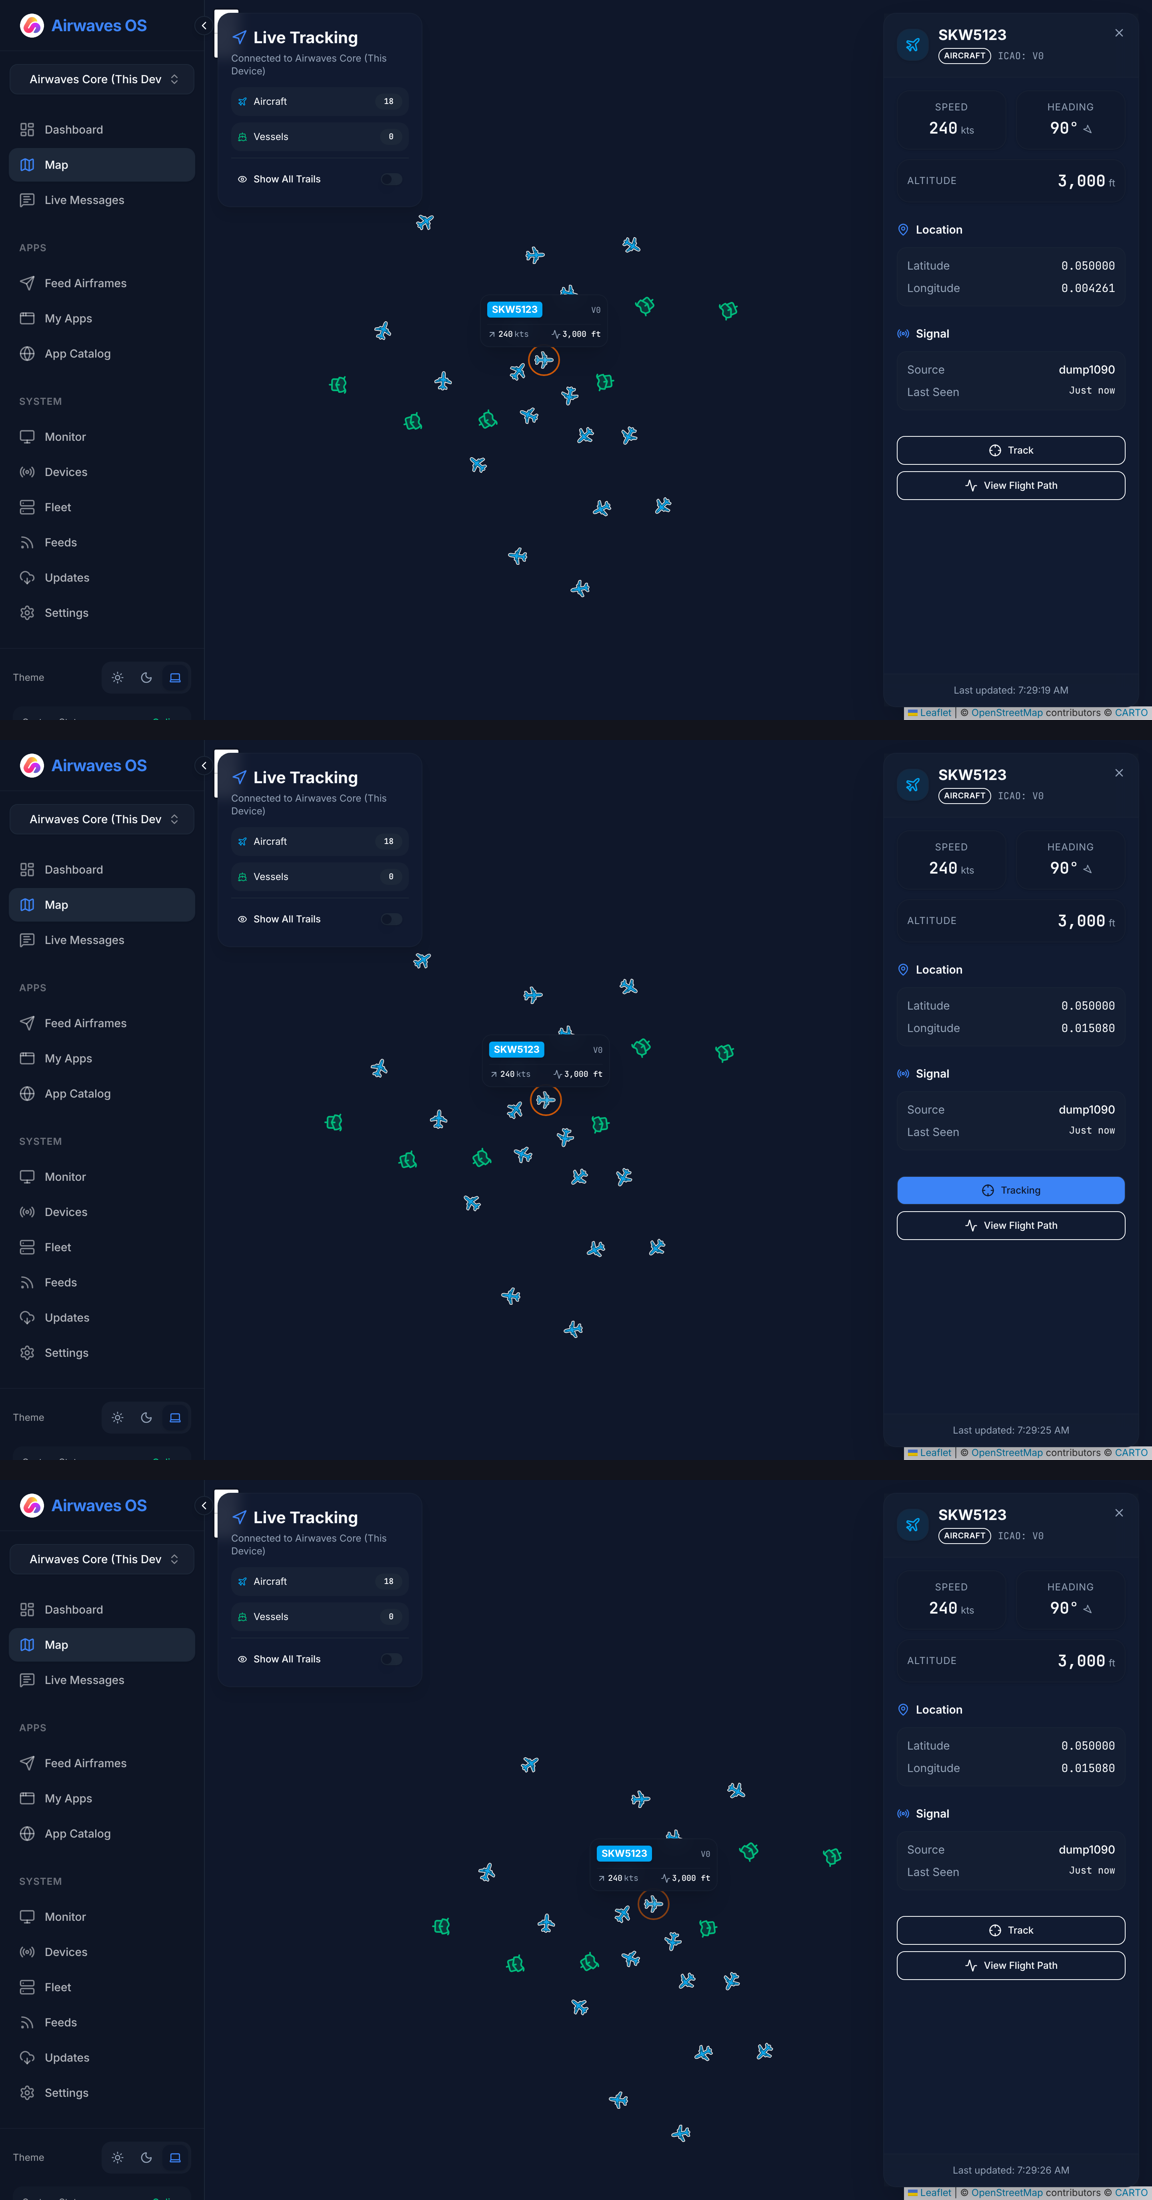 Airwaves OS
Airwaves Core (This Dev
Dashboard
Map
Live Messages
APPS
Feed Airframes
My Apps
App Catalog
SYSTEM
Monitor
Devices
Fleet
Feeds
Updates
Settings
Theme
Live Tracking
Connected to Airwaves Core (This
Device)
Aircraft 18
Vessels 0
Show All Trails
SKW5123 V0
240 kts 3,000 ft
SKW5123
AIRCRAFT ICAO: V0
SPEED HEADING
240 kts 90°
ALTITUDE 3,000 ft
Location
Latitude 0.050000
Longitude 0.004261
Signal
Source dump1090
Last Seen Just now
Track
View Flight Path
Last updated: 7:29:19 AM
Leaflet | © OpenStreetMap contributors © CARTO
Airwaves OS
Airwaves Core (This Dev
Dashboard
Map
Live Messages
APPS
Feed Airframes
My Apps
App Catalog
SYSTEM
Monitor
Devices
Fleet
Feeds
Updates
Settings
Theme
Live Tracking
Connected to Airwaves Core (This
Device)
Aircraft 18
Vessels 0
Show All Trails
SKW5123 V0
240 kts 3,000 ft
SKW5123
AIRCRAFT ICAO: V0
SPEED HEADING
240 kts 90°
ALTITUDE 3,000 ft
Location
Latitude 0.050000
Longitude 0.015080
Signal
Source dump1090
Last Seen Just now
Tracking
View Flight Path
Last updated: 7:29:25 AM
Leaflet | © OpenStreetMap contributors © CARTO
Airwaves OS
Airwaves Core (This Dev
Dashboard
Map
Live Messages
APPS
Feed Airframes
My Apps
App Catalog
SYSTEM
Monitor
Devices
Fleet
Feeds
Updates
Settings
Theme
Live Tracking
Connected to Airwaves Core (This
Device)
Aircraft 18
Vessels 0
Show All Trails
SKW5123 V0
240 kts 3,000 ft
SKW5123
AIRCRAFT ICAO: V0
SPEED HEADING
240 kts 90°
ALTITUDE 3,000 ft
Location
Latitude 0.050000
Longitude 0.015080
Signal
Source dump1090
Last Seen Just now
Track
View Flight Path
Last updated: 7:29:26 AM
Leaflet | © OpenStreetMap contributors © CARTO